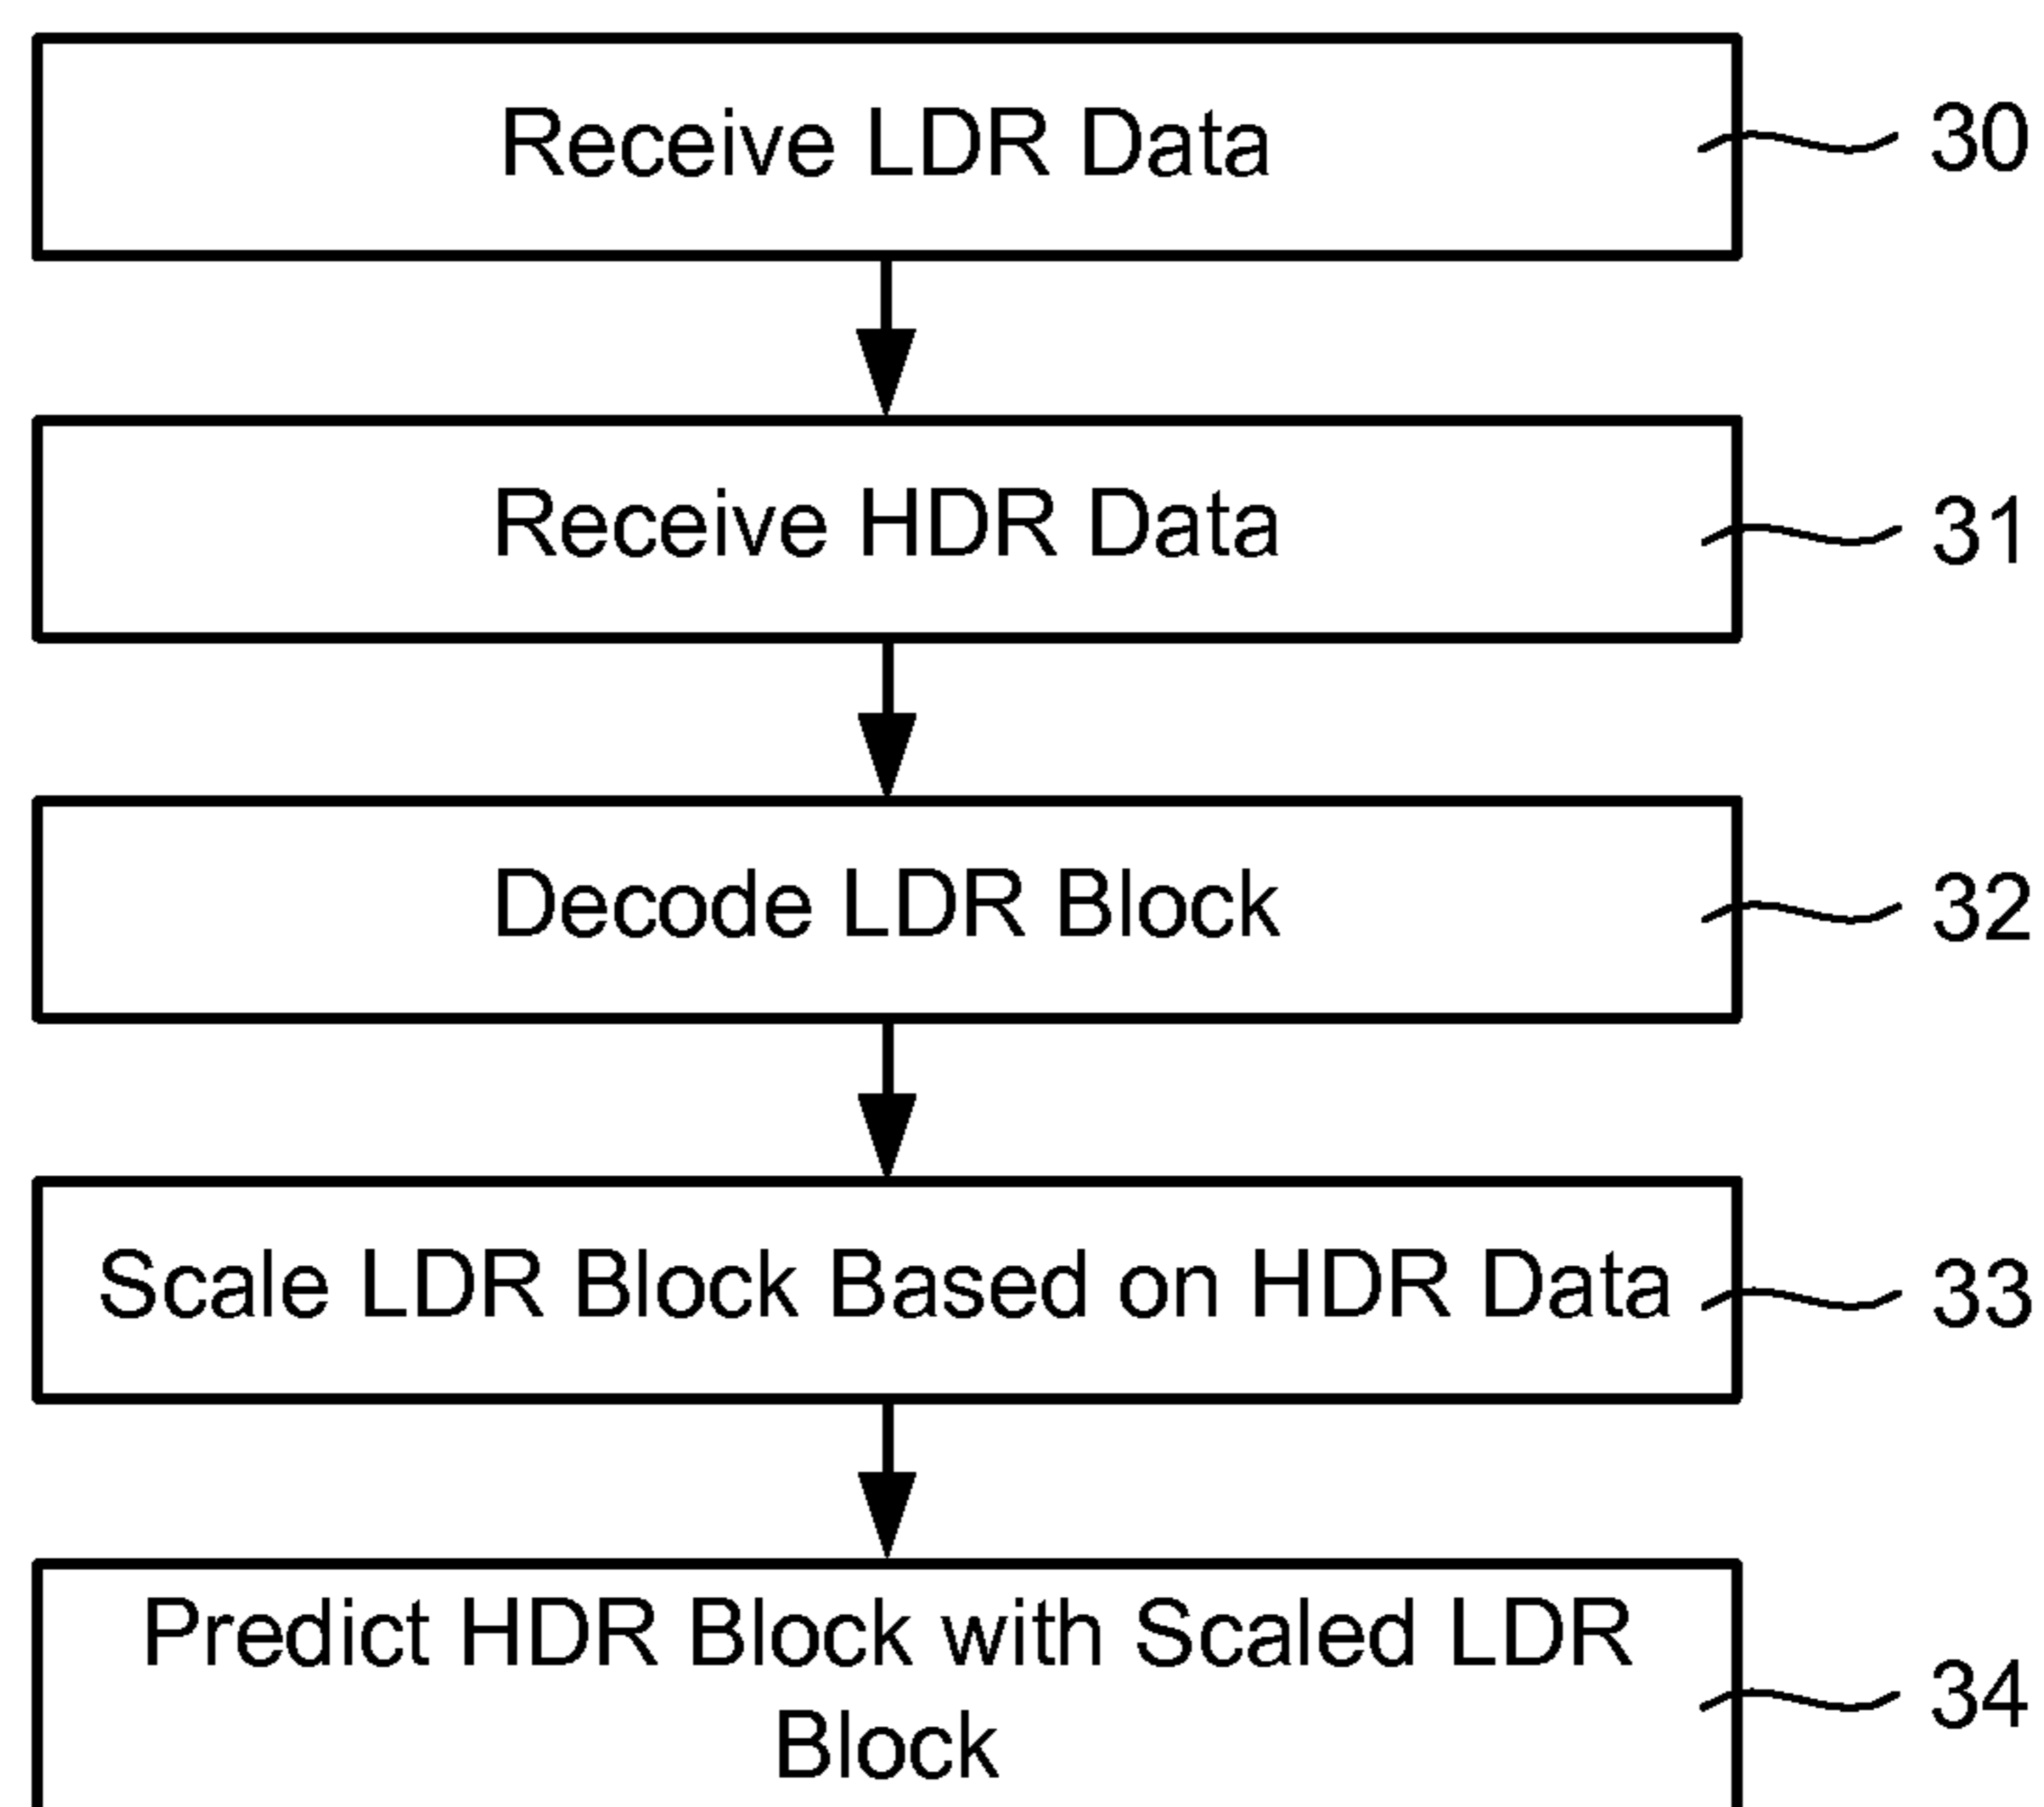 Receive LDR Data
30
Receive HDR Data
31
Decode LDR Block
32
Scale LDR Block Based on HDR Data
33
Predict HDR Block with Scaled LDR
Block
34